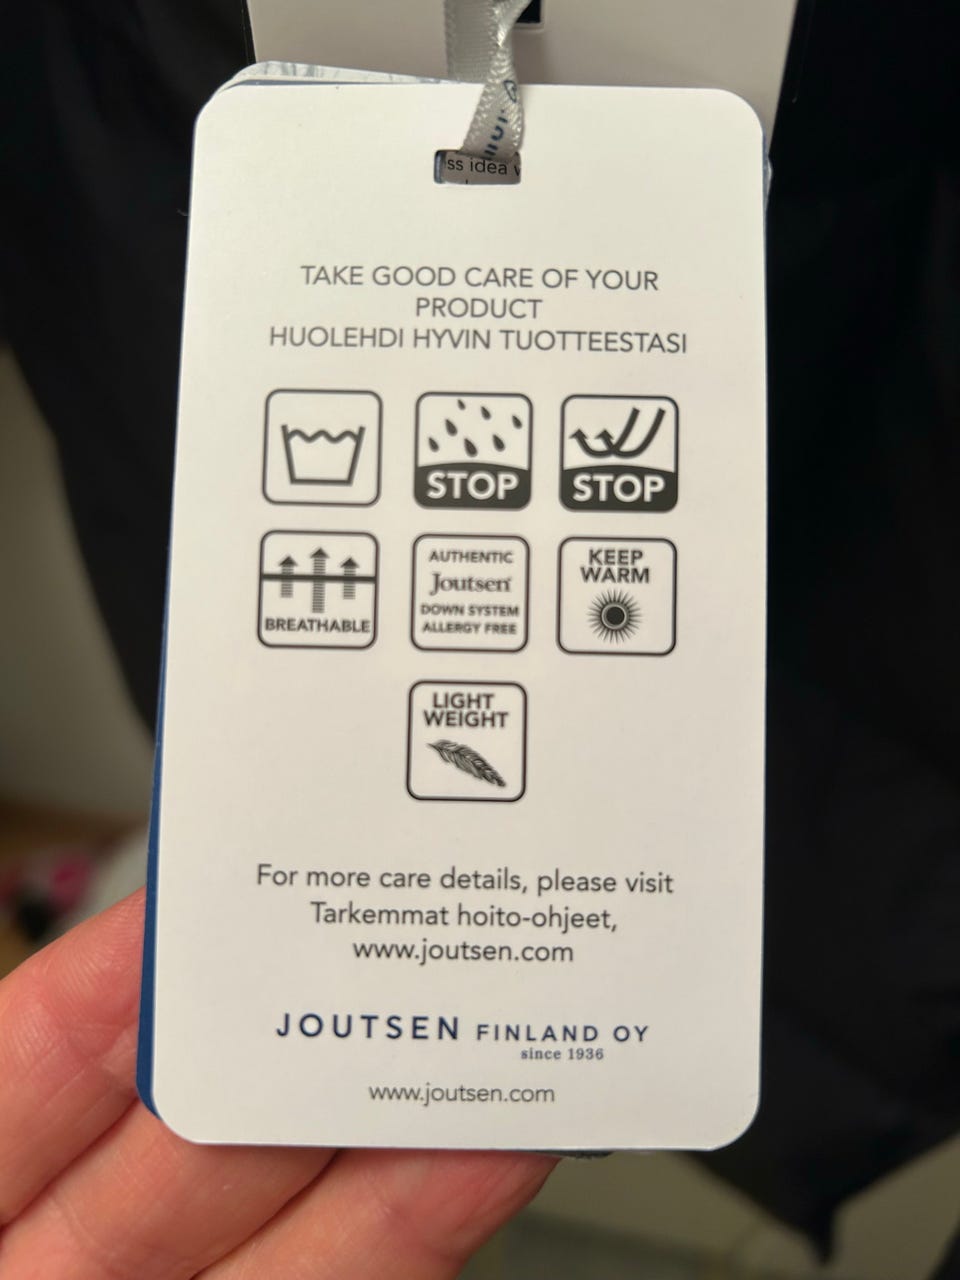 ss idea
TAKE GOOD CARE OF YOUR
PRODUCT
HUOLEHDI HYVIN TUOTTEESTASI
STOP
STOP
BREATHABLE
AUTHENTIC
Joutsen
DOWN SYSTEM
ALLERGY FREE
KEEP
WARM
LIGHT
WEIGHT
For more care details, please visit
Tarkemmat hoito-ohjeet,
www.joutsen.com
JOUTSEN FINLAND OY
since 1936
www.joutsen.com